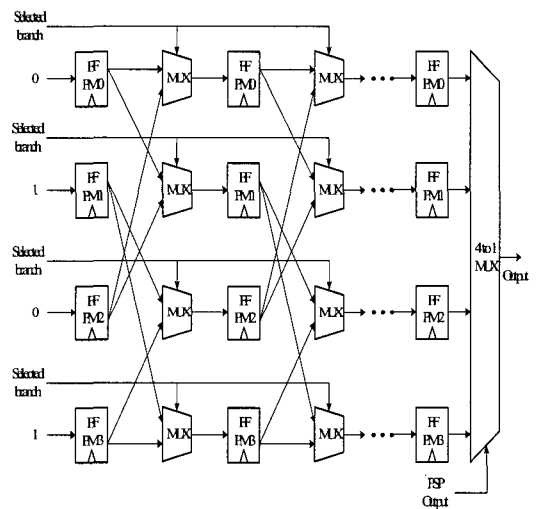 Selected
branch
0
FF
PM0
MUX
FF
PM0
MUX
FF
PM0
Selected
branch
1
FF
PM1
MUX
FF
PM1
MUX
FF
PM1
4 to 1
MUX
Output
Selected
branch
0
FF
PM2
MUX
FF
PM2
MUX
FF
PM2
Selected
branch
1
FF
PM3
MUX
FF
PM3
MUX
FF
PM3
PSP
Output